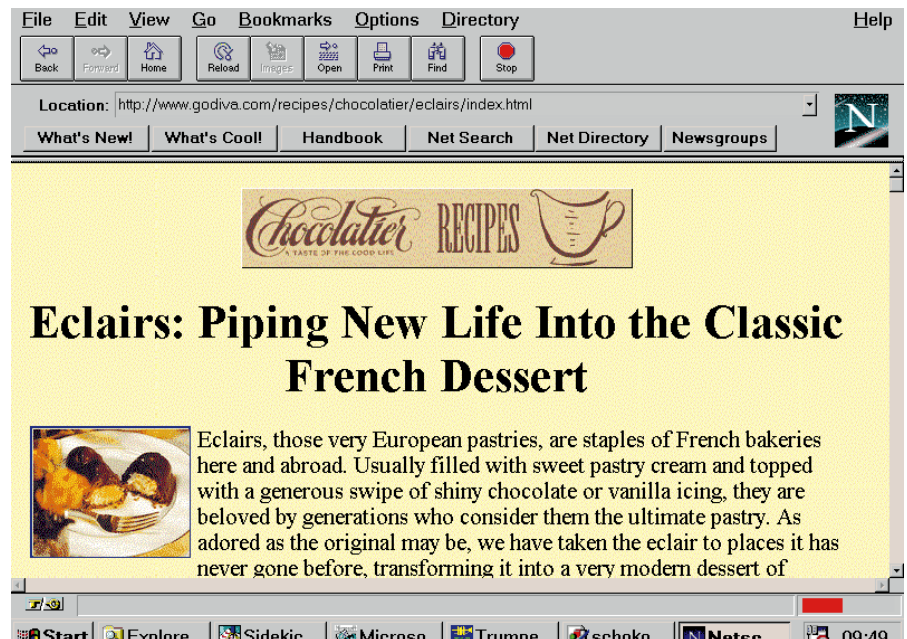 File Edit View Go Bookmarks Options Directory Help
Back Forward Home Reload Images Open Print Find Stop
Location: http://www.godiva.com/recipes/chocolatier/eclairs/index.html
N
What's New! What's Cool! Handbook Net Search Net Directory Newsgroups
Chocolatier RECIPES
A TASTE OF THE GOOD LIFE
Eclairs: Piping New Life Into the Classic
French Dessert
Eclairs, those very European pastries, are staples of French bakeries
here and abroad. Usually filled with sweet pastry cream and topped
with a generous swipe of shiny chocolate or vanilla icing, they are
beloved by generations who consider them the ultimate pastry. As
adored as the original may be, we have taken the eclair to places it has
never gone before, transforming it into a very modern dessert of
Start Explore Sidekic Microso Trumpe schoko N Netsc 09:49